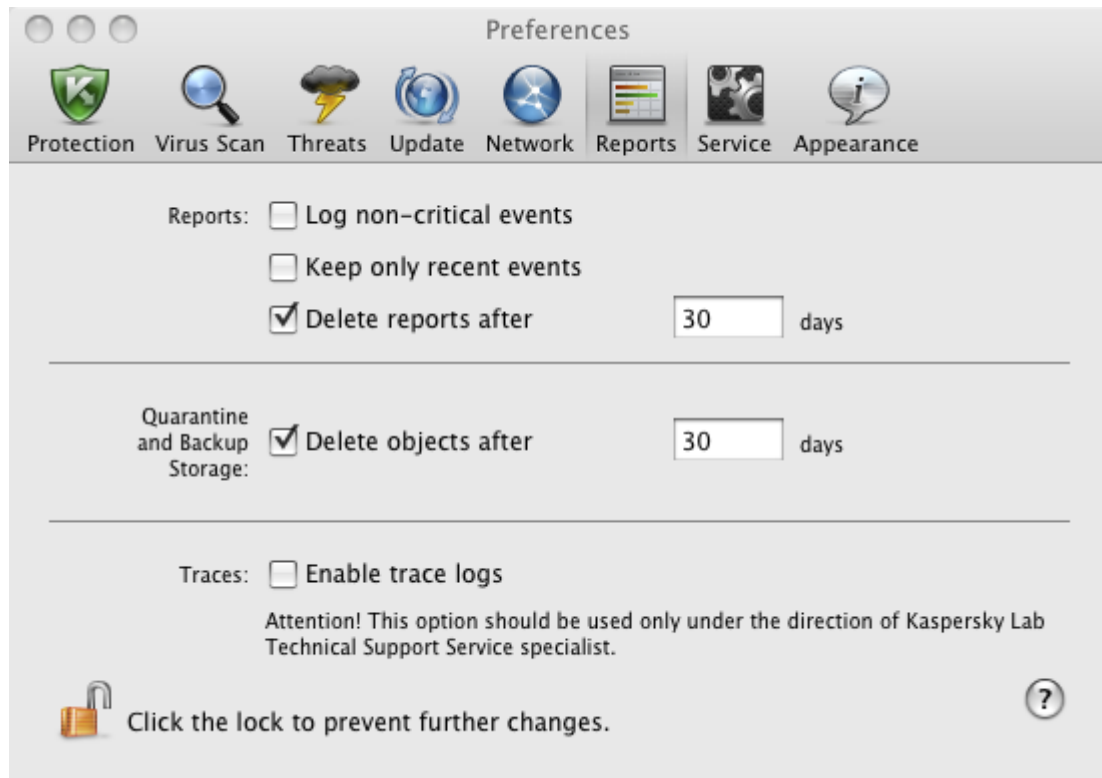 Preferences
Protection Virus Scan Threats Update Network Reports Service Appearance
Reports: Log non-critical events
Keep only recent events
Delete reports after 30 days
Quarantine
and Backup
Storage:
Delete objects after 30 days
Traces: Enable trace logs
Attention! This option should be used only under the direction of Kaspersky Lab
Technical Support Service specialist.
Click the lock to prevent further changes.
?